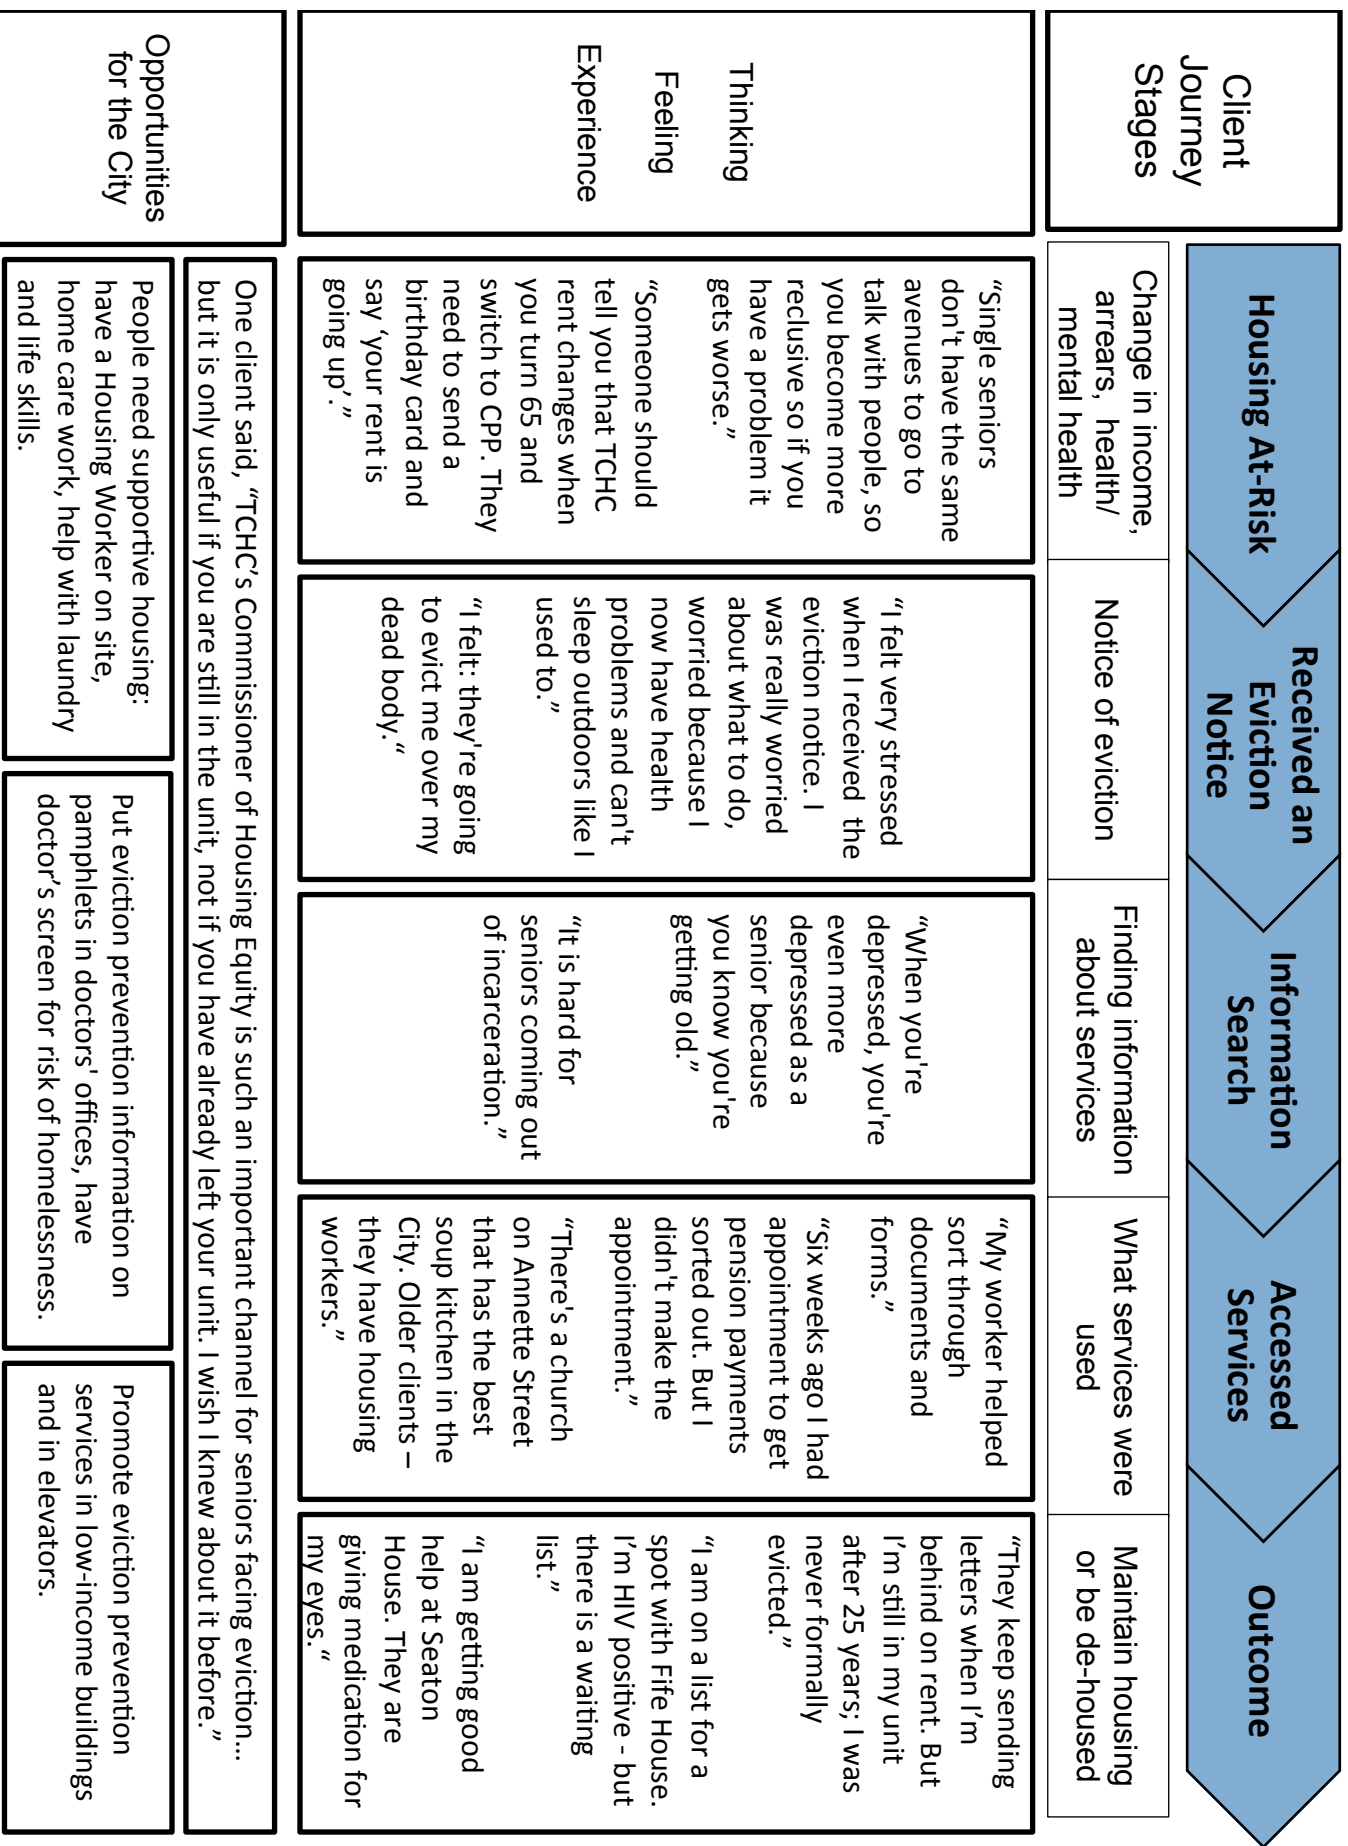 Client
Journey
Stages
Housing At-Risk
Received an
Eviction
Notice
Information
Search
Accessed
Services
Outcome
Change in income,
arrears, health/
mental health
Notice of eviction
Finding information
about services
What services were
used
Maintain housing
or be de-housed
Thinking
Feeling
Experience
“Single seniors
don't have the same
avenues to go to
talk with people, so
you become more
reclusive so if you
have a problem it
gets worse.”
“Someone should
tell you that TCHC
rent changes when
you turn 65 and
switch to CPP. They
need to send a
birthday card and
say ‘your rent is
going up’.”
“I felt very stressed
when I received the
eviction notice. I
was really worried
about what to do,
worried because I
now have health
problems and can't
sleep outdoors like I
used to.”
“I felt: they're going
to evict me over my
dead body.“
“When you're
depressed, you're
even more
depressed as a
senior because
you know you're
getting old.”
“It is hard for
seniors coming out
of incarceration.”
“My worker helped
sort through
documents and
forms.”
“Six weeks ago I had
appointment to get
pension payments
sorted out. But I
didn't make the
appointment.”
“There's a church
on Annette Street
that has the best
soup kitchen in the
City. Older clients –
they have housing
workers.”
“They keep sending
letters when I’m
behind on rent. But
I’m still in my unit
after 25 years; I was
never formally
evicted.”
“I am on a list for a
spot with Fife House.
I’m HIV positive - but
there is a waiting
list.”
“I am getting good
help at Seaton
House. They are
giving medication for
my eyes.“
Opportunities
for the City
One client said, “TCHC’s Commissioner of Housing Equity is such an important channel for seniors facing eviction...
but it is only useful if you are still in the unit, not if you have already left your unit. I wish I knew about it before.”
People need supportive housing:
have a Housing Worker on site,
home care work, help with laundry
and life skills.
Put eviction prevention information on
pamphlets in doctors' offices, have
doctor’s screen for risk of homelessness.
Promote eviction prevention
services in low-income buildings
and in elevators.